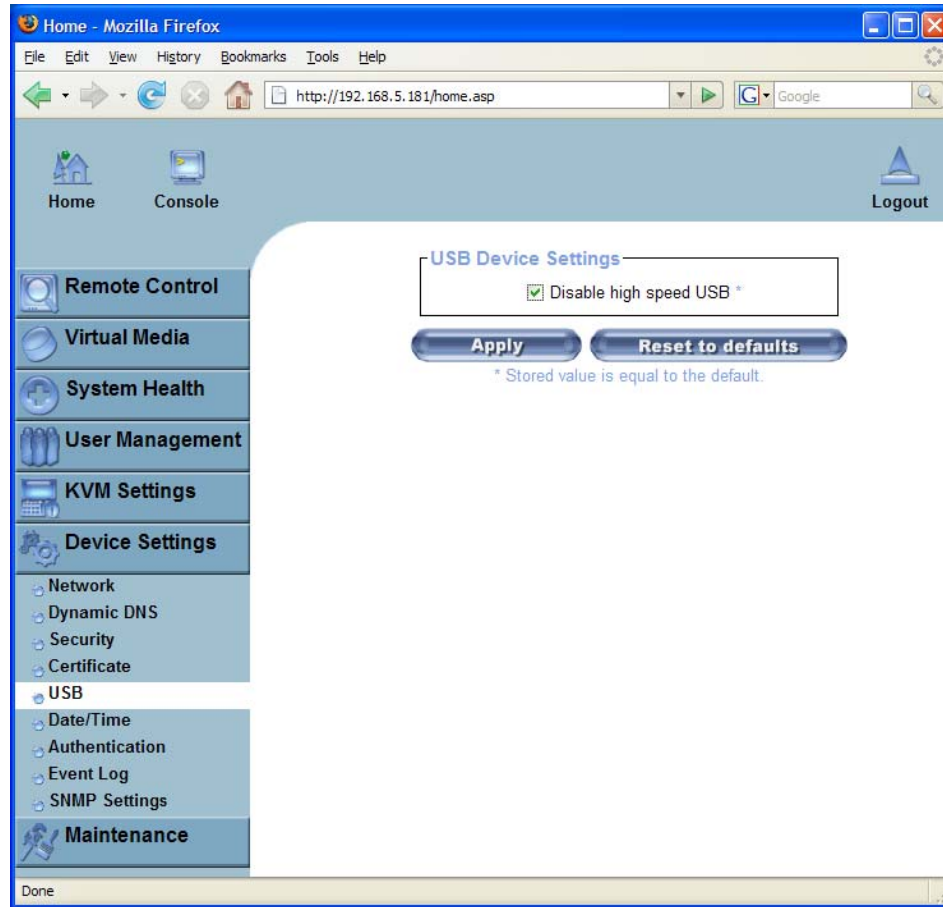 Home - Mozilla Firefox
File Edit View History Bookmarks Tools Help
http://192.168.5.181/home.asp G Google
Home Console Logout
USB Device Settings
Disable high speed USB *
Apply Reset to defaults
* Stored value is equal to the default.
Remote Control
Virtual Media
System Health
User Management
KVM Settings
Device Settings
Network
Dynamic DNS
Security
Certificate
USB
Date/Time
Authentication
Event Log
SNMP Settings
Maintenance
Done